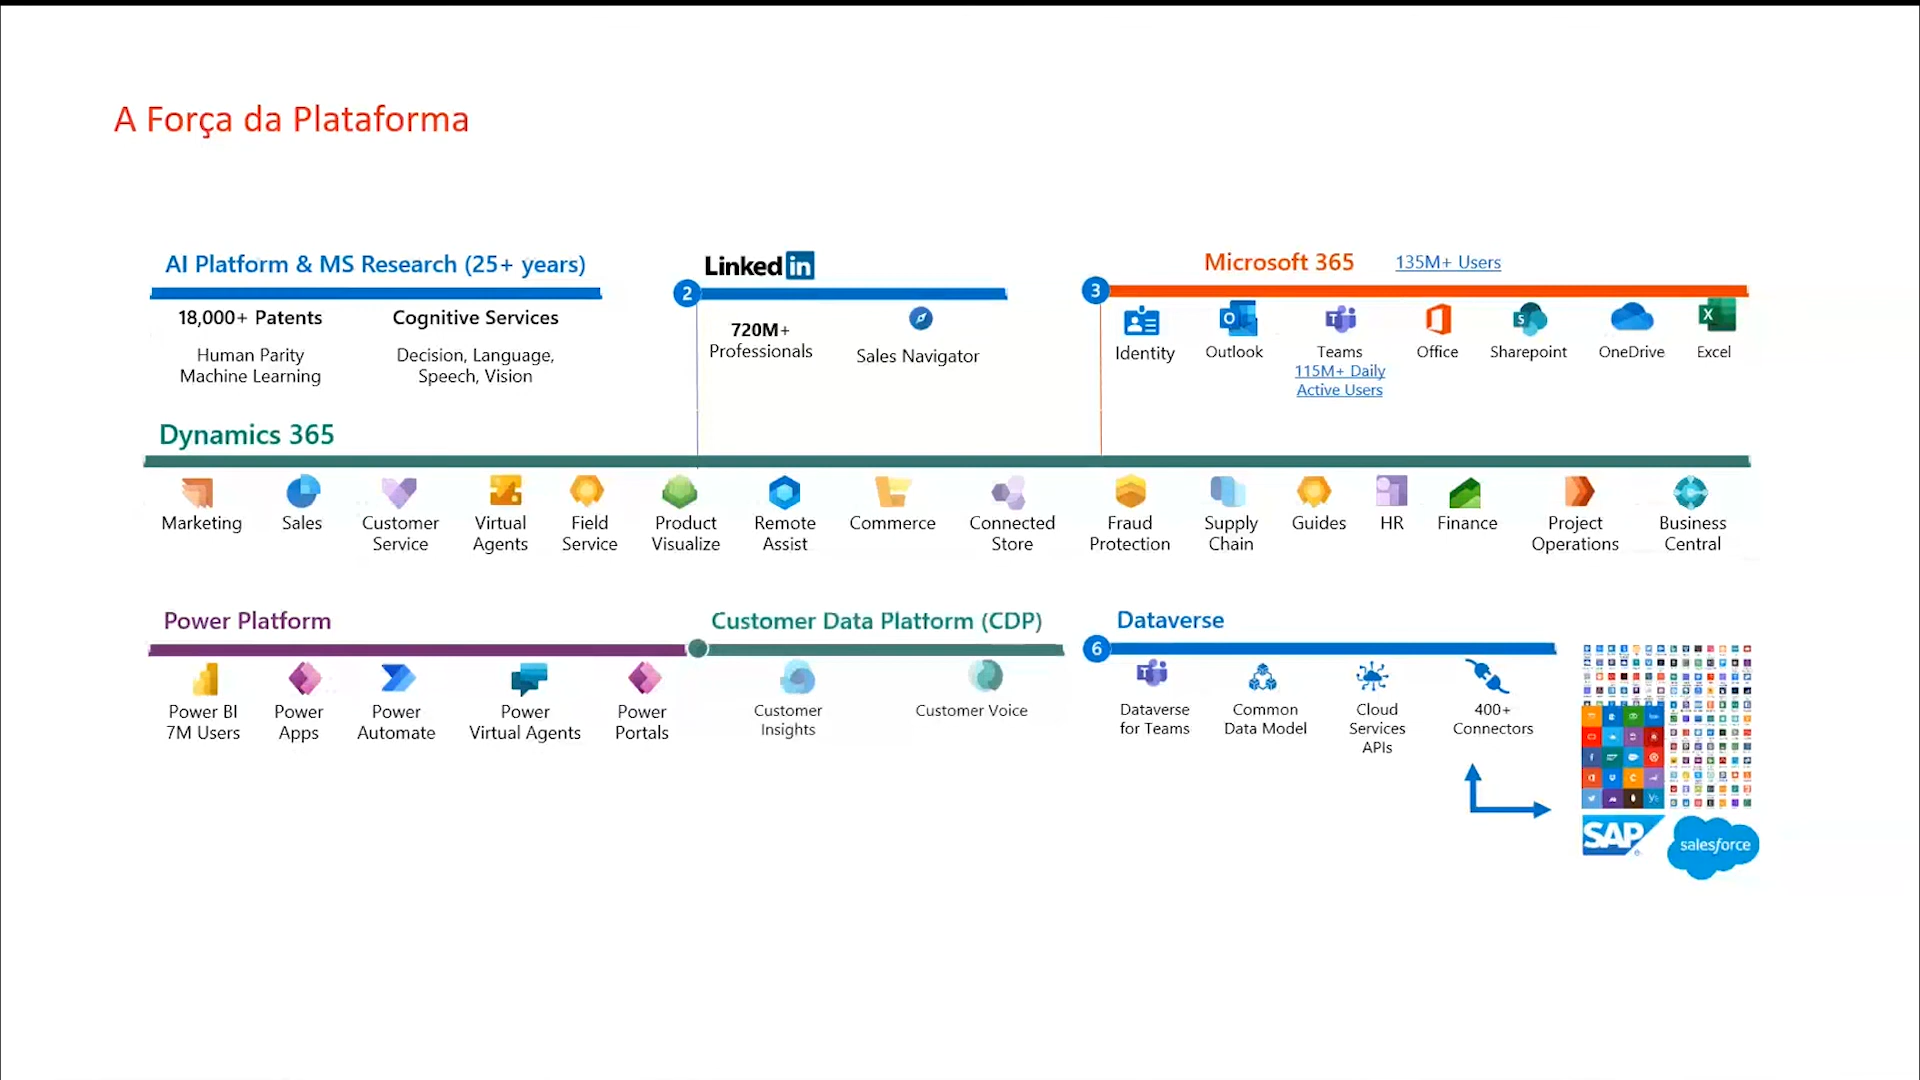 A Força da Plataforma
AI Platform & MS Research (25+ years)
18,000+ Patents
Human Parity
Machine Learning
Cognitive Services
Decision, Language,
Speech, Vision
Linked in
2
720M+
Professionals
Sales Navigator
Microsoft 365
135M+ Users
3
Identity
Outlook
Teams
115M+ Daily
Active Users
Office
Sharepoint
OneDrive
Excel
Dynamics 365
Marketing
Sales
Customer
Service
Virtual
Agents
Field
Service
Product
Visualize
Remote
Assist
Commerce
Connected
Store
Fraud
Protection
Supply
Chain
Guides
HR
Finance
Project
Operations
Business
Central
Power Platform
Power BI
7M Users
Power
Apps
Power
Automate
Power
Virtual Agents
Power
Portals
Customer Data Platform (CDP)
Customer
Insights
Customer Voice
Dataverse
6
Dataverse
for Teams
Common
Data Model
Cloud
Services
APIs
400+
Connectors
SAP
salesforce